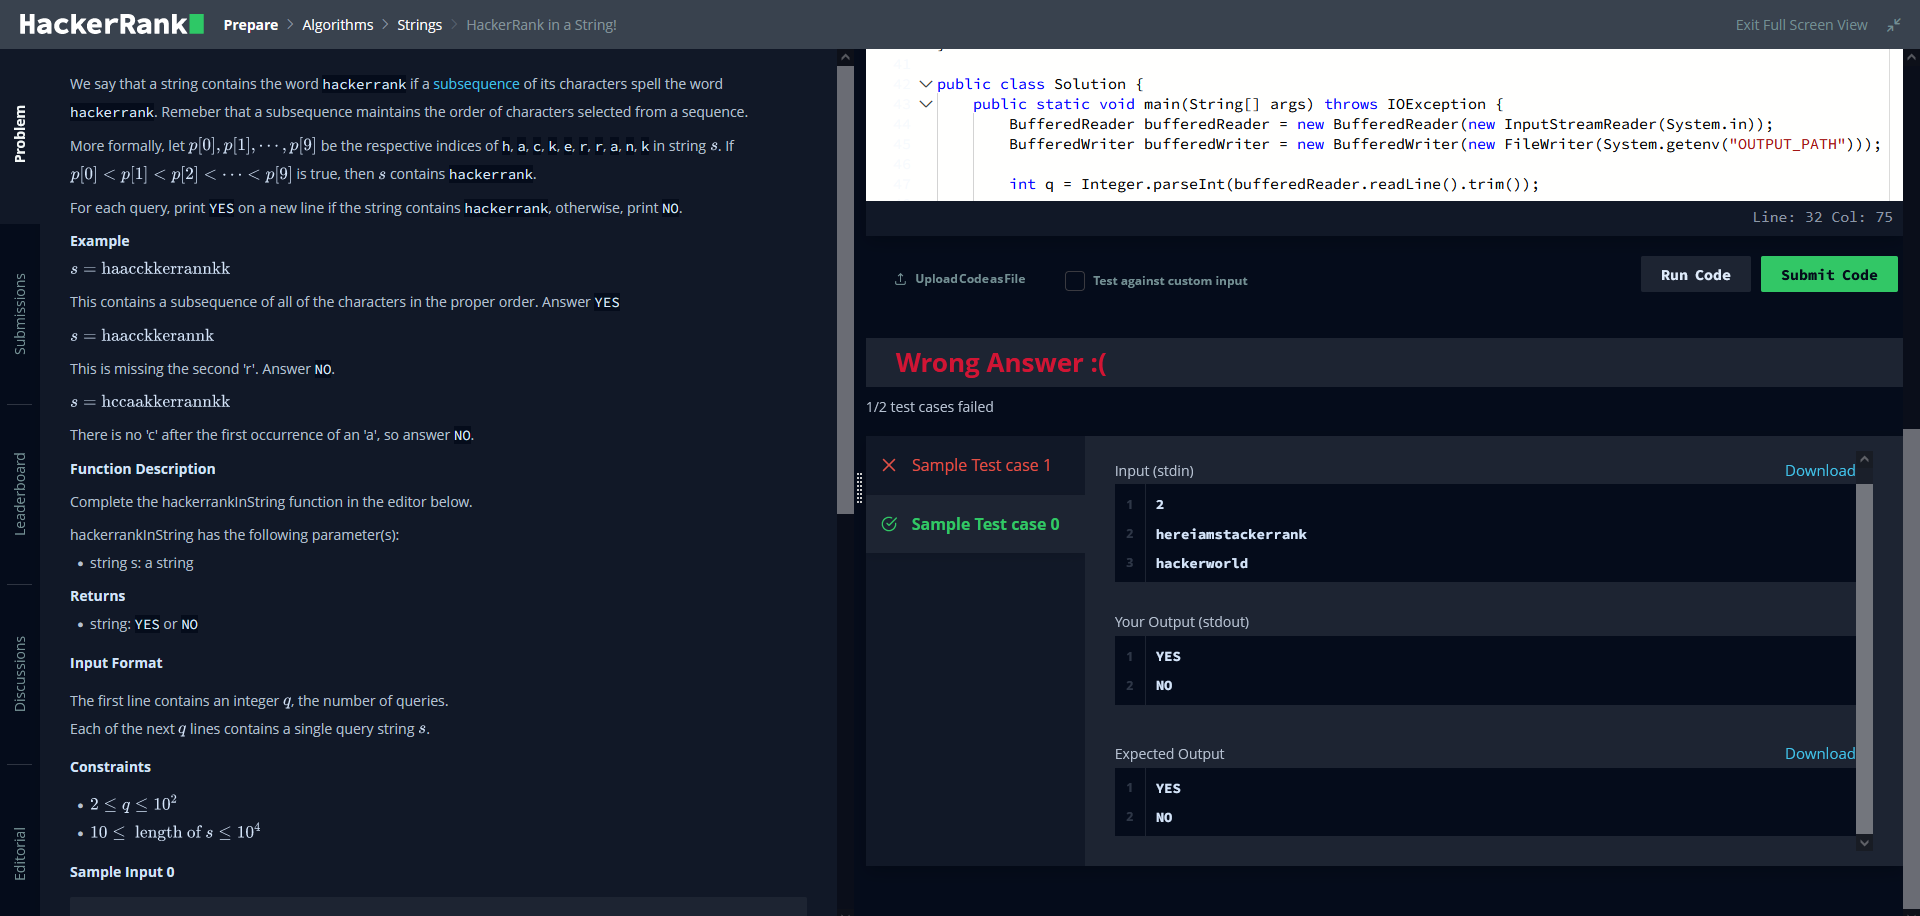 HackerRank Prepare > Algorithms > Strings > HackerRank in a String!
Exit Full Screen View
Problem
Submissions
Leaderboard
Discussions
Editorial
We say that a string contains the word hackerrank if a subsequence of its characters spell the word
hackerrank. Remeber that a subsequence maintains the order of characters selected from a sequence.
More formally, let p[0], p[1], ⋯, p[9] be the respective indices of h, a, c, k, e, r, r, a, n, k in string s. If
p[0] < p[1] < p[2] < ⋯ < p[9] is true, then s contains hackerrank.
For each query, print YES on a new line if the string contains hackerrank, otherwise, print NO.
Example
s = haacckkerrannkk
This contains a subsequence of all of the characters in the proper order. Answer YES
s = haacckkerannk
This is missing the second 'r'. Answer NO.
s = hccaakkerrannkk
There is no 'c' after the first occurrence of an 'a', so answer NO.
Function Description
Complete the hackerrankInString function in the editor below.
hackerrankInString has the following parameter(s):
• string s: a string
Returns
• string: YES or NO
Input Format
The first line contains an integer q, the number of queries.
Each of the next q lines contains a single query string s.
Constraints
• 2 ≤ q ≤ 10²
• 10 ≤ length of s ≤ 10⁴
Sample Input 0
41
42 public class Solution {
43 public static void main(String[] args) throws IOException {
44 BufferedReader bufferedReader = new BufferedReader(new InputStreamReader(System.in));
45 BufferedWriter bufferedWriter = new BufferedWriter(new FileWriter(System.getenv("OUTPUT_PATH")));
46
47 int q = Integer.parseInt(bufferedReader.readLine().trim());
Line: 32 Col: 75
Upload Code as File
Test against custom input
Run Code
Submit Code
Wrong Answer :(
1/2 test cases failed
Sample Test case 1
Sample Test case 0
Input (stdin)
Download
1 2
2 hereiamstackerrank
3 hackerworld
Your Output (stdout)
1 YES
2 NO
Expected Output
Download
1 YES
2 NO